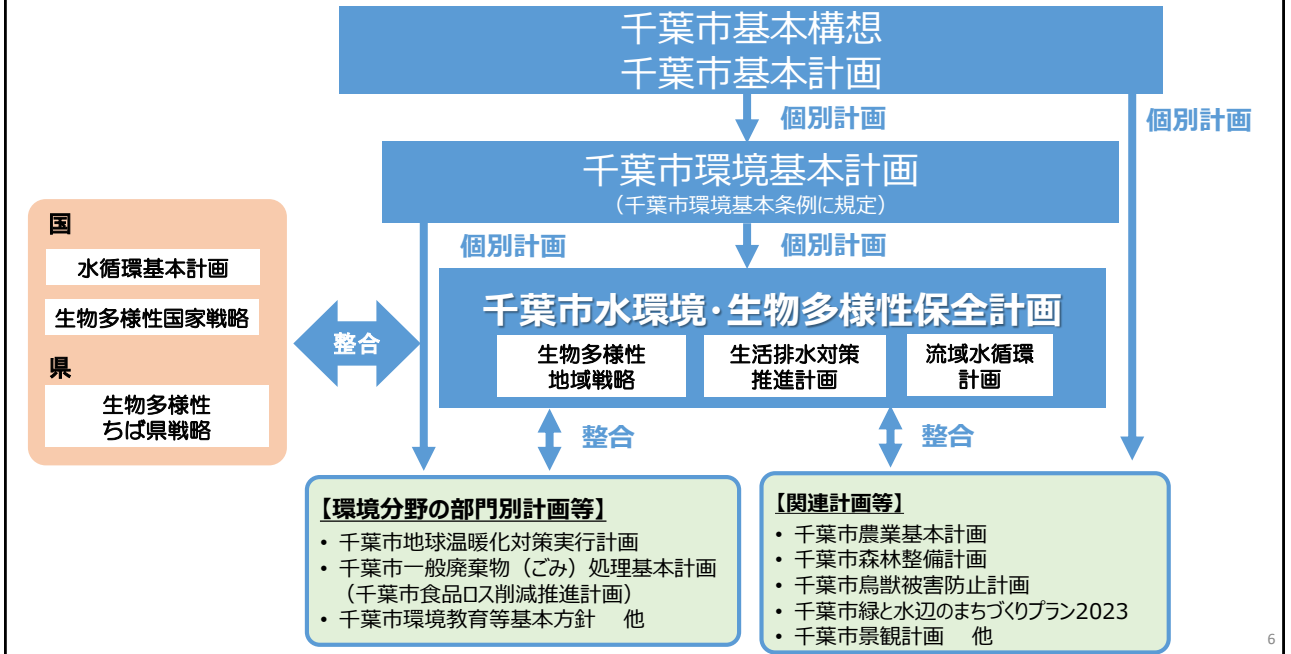 千葉市基本構想
千葉市基本計画
個別計画
個別計画
千葉市環境基本計画
（千葉市環境基本条例に規定）
個別計画
個別計画
国
水循環基本計画
生物多様性国家戦略
県
生物多様性
ちば県戦略
整合
千葉市水環境・生物多様性保全計画
生物多様性
地域戦略
生活排水対策
推進計画
流域水循環
計画
整合
整合
【環境分野の部門別計画等】
• 千葉市地球温暖化対策実行計画
• 千葉市一般廃棄物（ごみ）処理基本計画
（千葉市食品ロス削減推進計画）
• 千葉市環境教育等基本方針　他
【関連計画等】
• 千葉市農業基本計画
• 千葉市森林整備計画
• 千葉市鳥獣被害防止計画
• 千葉市緑と水辺のまちづくりプラン2023
• 千葉市景観計画　他
6